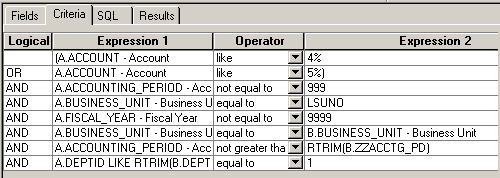 Fields Criteria SQL Results
Logical Expression 1 Operator Expression 2
(A.ACCOUNT - Account like 4%
OR A.ACCOUNT - Account like 5%)
AND A.ACCOUNTING_PERIOD - Acc not equal to 999
AND A.BUSINESS_UNIT - Business U equal to LSUNO
AND A.FISCAL_YEAR - Fiscal Year not equal to 9999
AND A.BUSINESS_UNIT - Business U equal to B.BUSINESS_UNIT - Business Unit
AND A.ACCOUNTING_PERIOD - Acc not greater tha RTRIM(B.ZZACCTG_PD)
AND A.DEPTID LIKE RTRIM(B.DEPT equal to 1